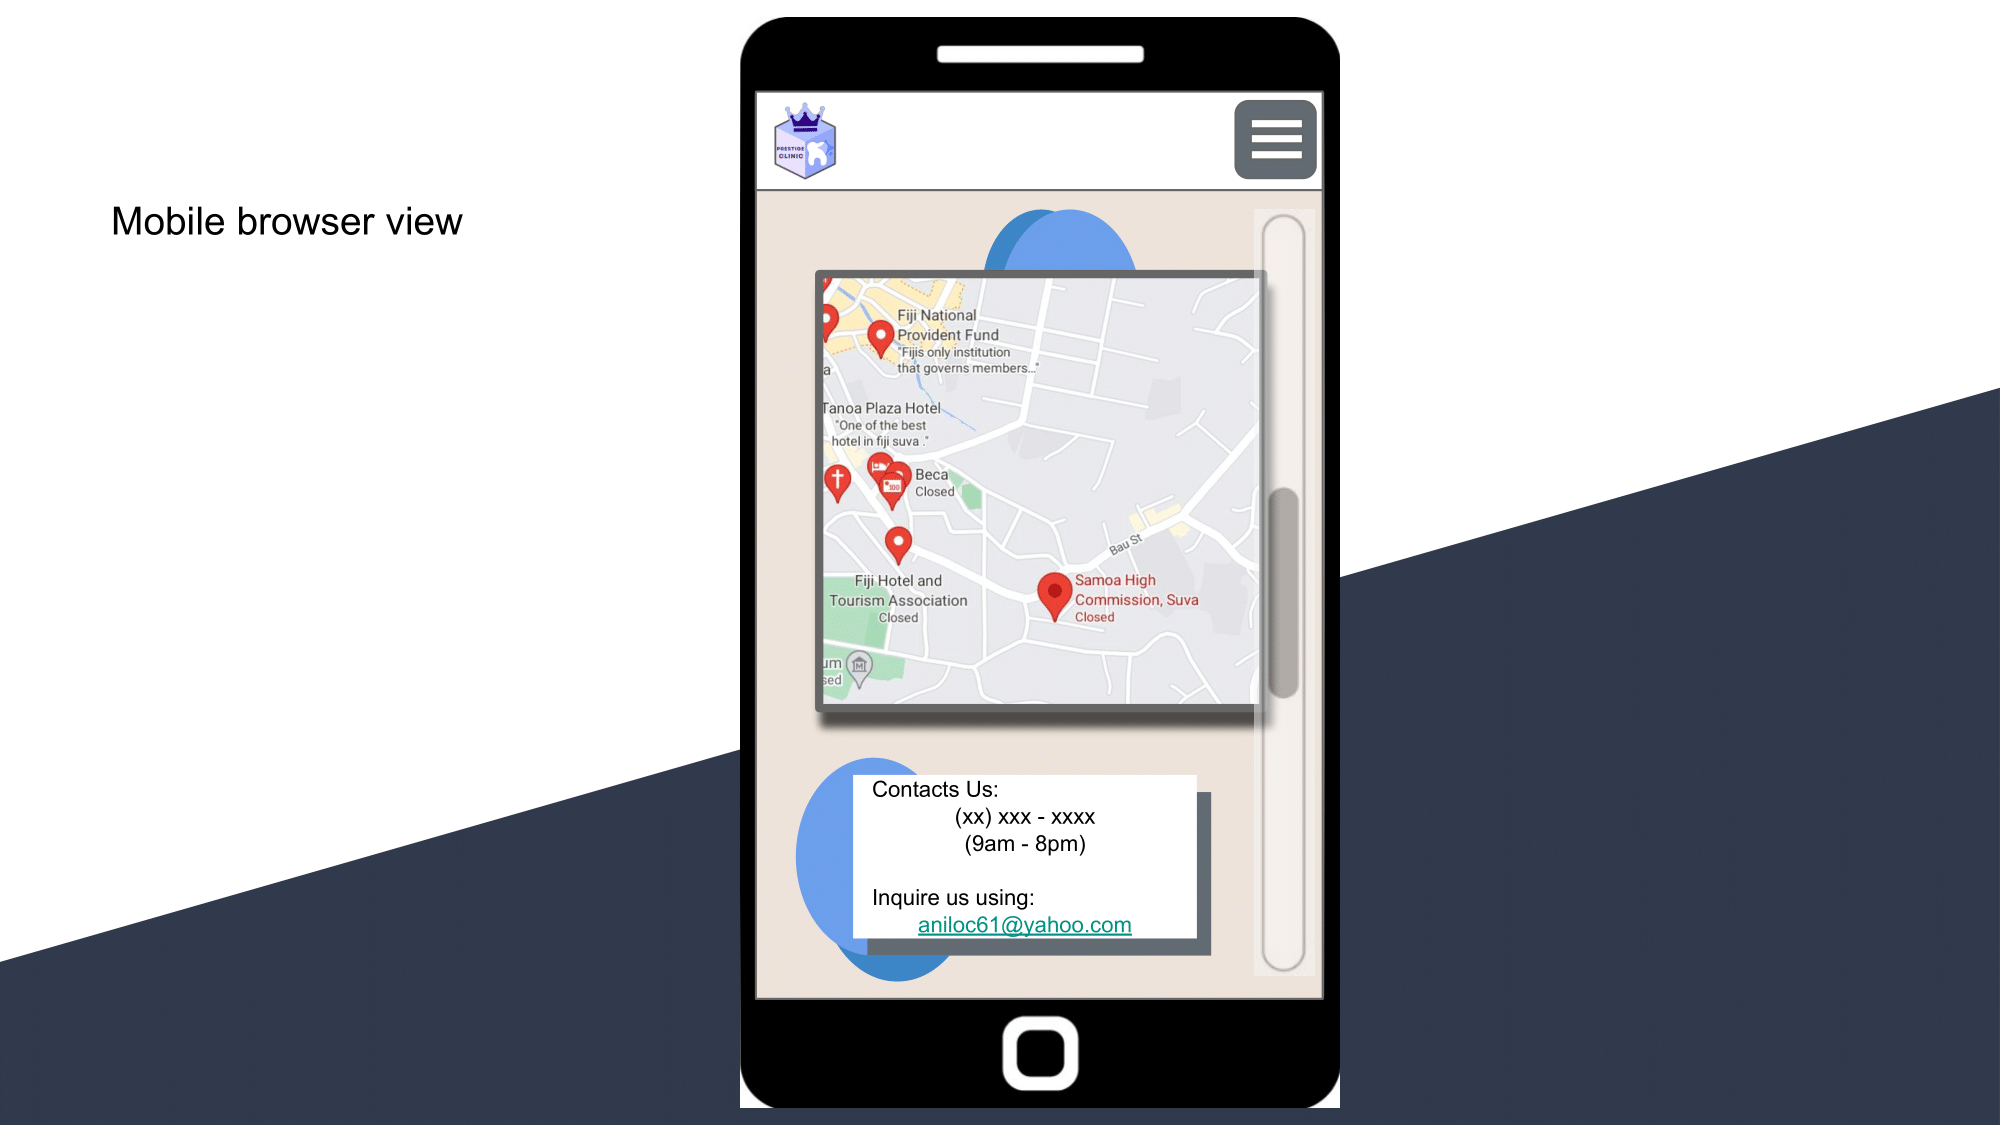 Mobile browser view
PRESTIGE
CLINIC
Fiji National
Provident Fund
"Fijis only institution
that governs members..."
a
Tanoa Plaza Hotel
"One of the best
hotel in fiji suva ."
Beca
Closed
100
Bau St
Fiji Hotel and
Tourism Association
Closed
Samoa High
Commission, Suva
Closed
um
sed
Contacts Us:
(xx) xxx - xxxx
(9am - 8pm)
Inquire us using:
aniloc61@yahoo.com